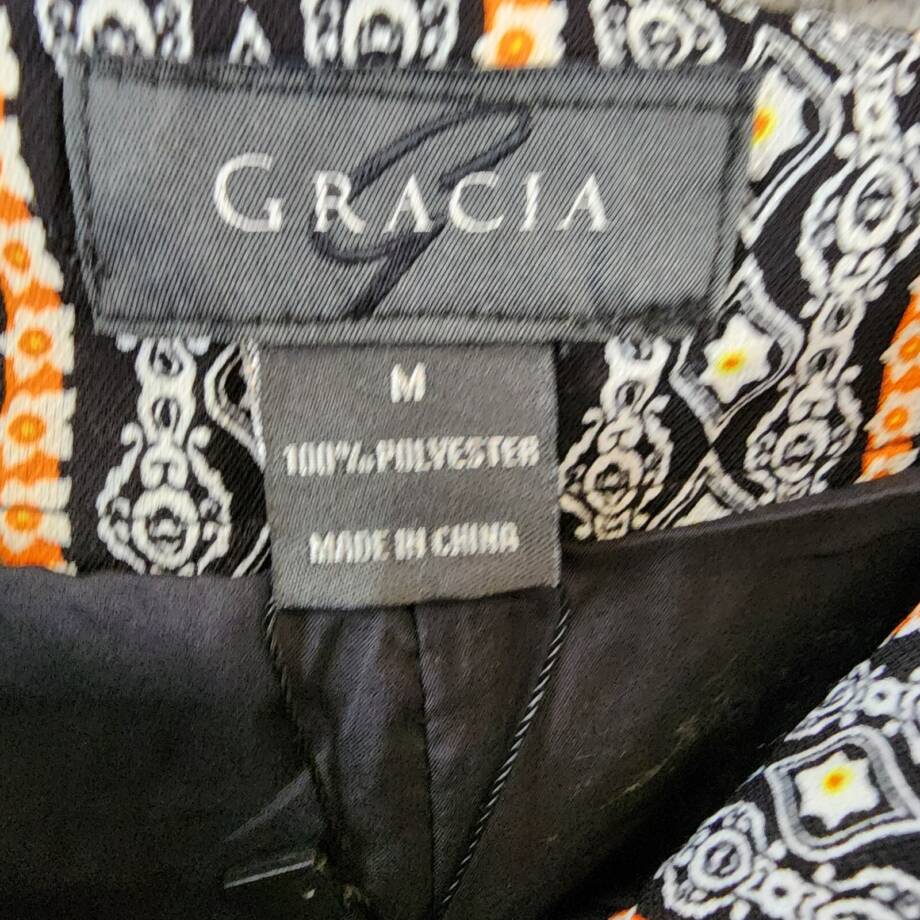 GRACIA
M
100% POLYESTER
MADE IN CHINA